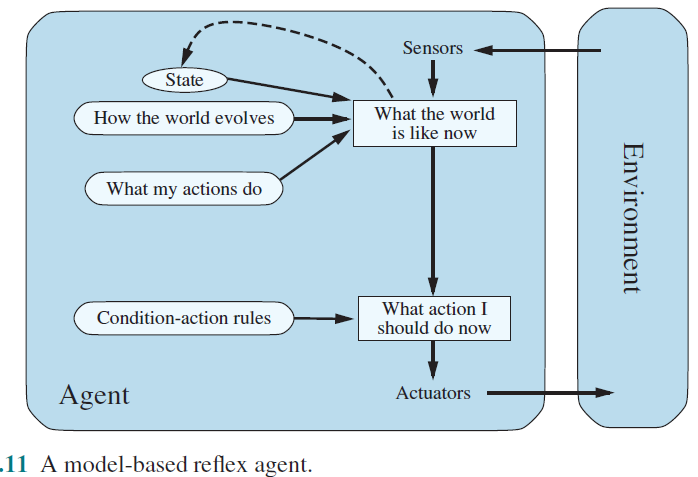 Sensors
State
How the world evolves
What the world
is like now
What my actions do
Environment
Condition-action rules
What action I
should do now
Agent
Actuators
.11 A model-based reflex agent.